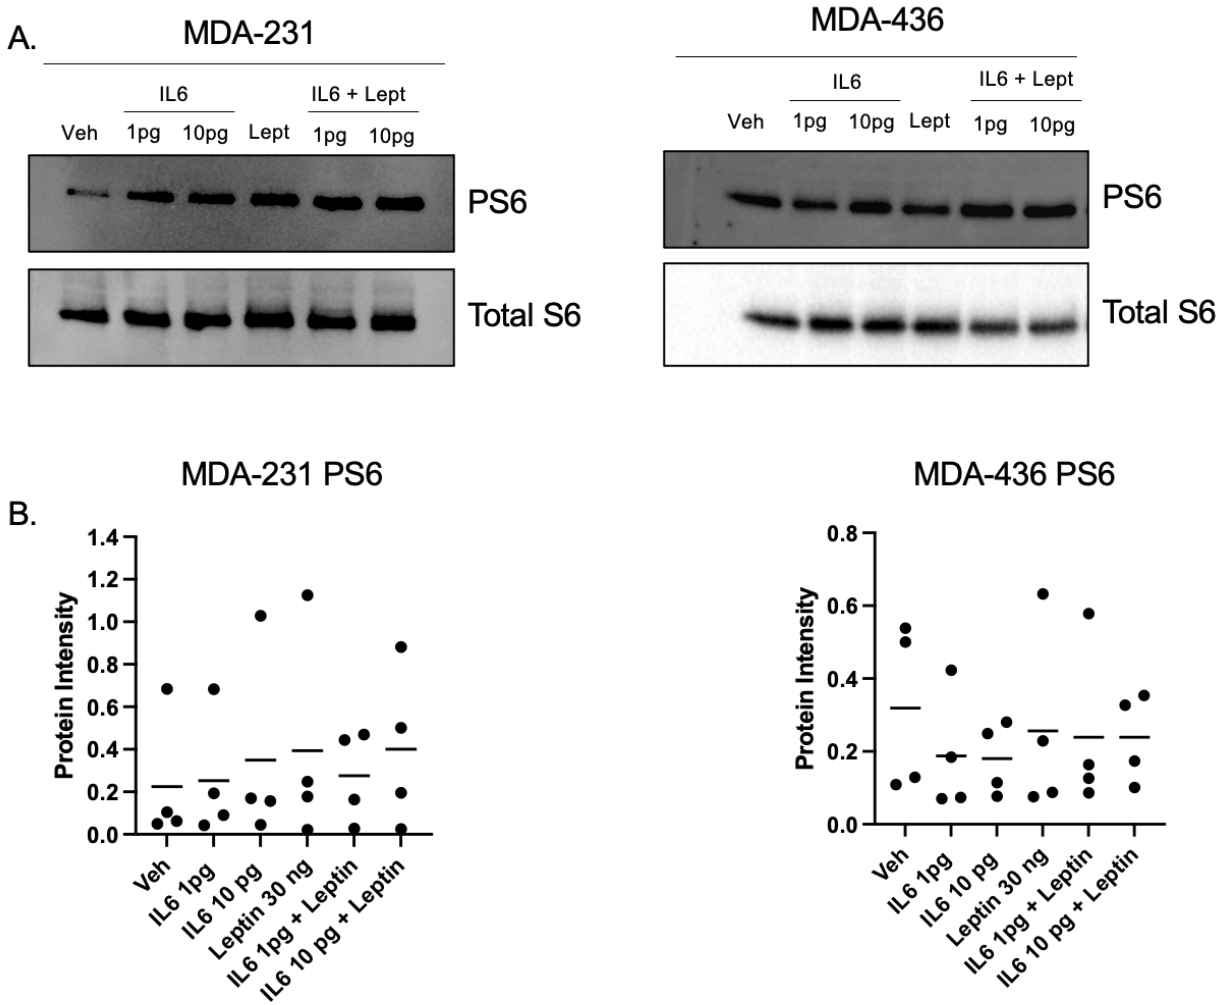 A.
MDA-231
IL6
IL6 + Lept
Veh
1pg
10pg
Lept
1pg
10pg
PS6
Total S6
MDA-436
IL6
IL6 + Lept
Veh
1pg
10pg
Lept
1pg
10pg
PS6
Total S6
B.
MDA-231 PS6
Protein Intensity
1.4
1.2
1.0
0.8
0.6
0.4
0.2
0.0
Veh
IL6 1pg
IL6 10 pg
Leptin 30 ng
IL6 1pg + Leptin
IL6 10 pg + Leptin
MDA-436 PS6
Protein Intensity
0.8
0.6
0.4
0.2
0.0
Veh
IL6 1pg
IL6 10 pg
Leptin 30 ng
IL6 1pg + Leptin
IL6 10 pg + Leptin